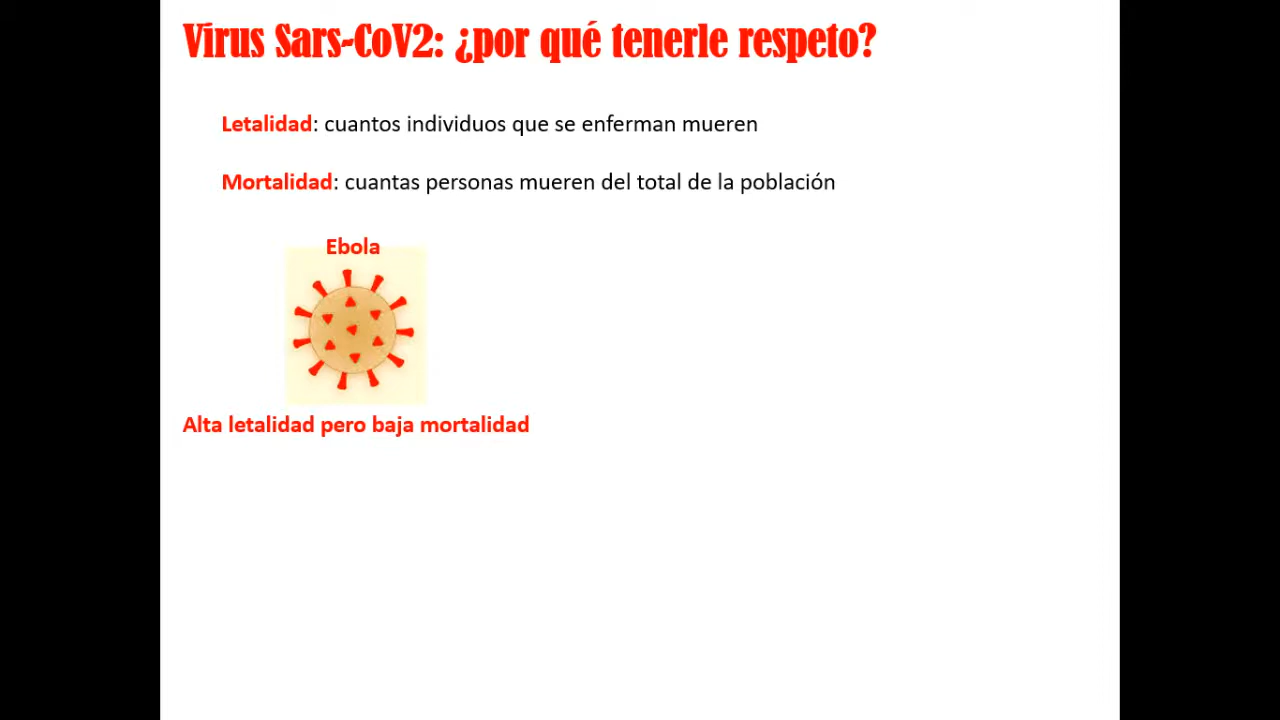 Virus Sars-CoV2: ¿por qué tenerle respeto?
Letalidad: cuantos individuos que se enferman mueren
Mortalidad: cuantas personas mueren del total de la población
Ebola
Alta letalidad pero baja mortalidad